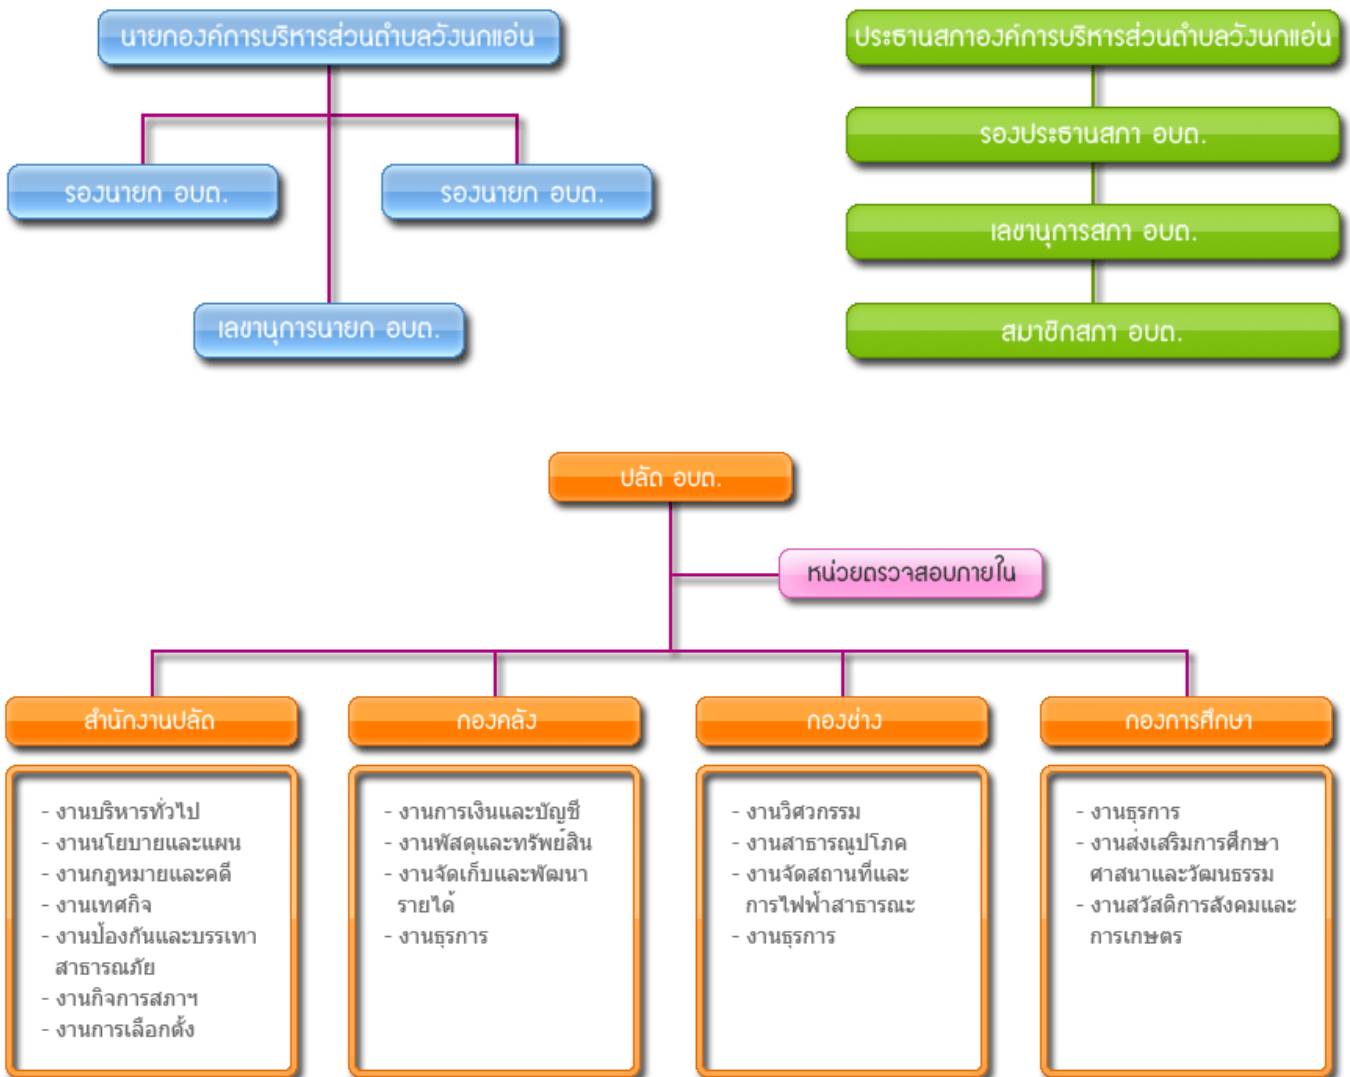 นายกองค์การบริหารส่วนตำบลวังนกแอ่น
รองนายก อบต.
รองนายก อบต.
เลขานุการนายก อบต.
ประธานสภาองค์การบริหารส่วนตำบลวังนกแอ่น
รองประธานสภา อบต.
เลขานุการสภา อบต.
สมาชิกสภา อบต.
ปลัด อบต.
หน่วยตรวจสอบภายใน
สำนักงานปลัด
- งานบริหารทั่วไป
- งานนโยบายและแผน
- งานกฎหมายและคดี
- งานเทศกิจ
- งานป้องกันและบรรเทา
สาธารณภัย
- งานกิจการสภาฯ
- งานการเลือกตั้ง
กองคลัง
- งานการเงินและบัญชี
- งานพัสดุและทรัพย์สิน
- งานจัดเก็บและพัฒนา
รายได้
- งานธุรการ
กองช่าง
- งานวิศวกรรม
- งานสาธารณูปโภค
- งานจัดสถานที่และ
การไฟฟ้าสาธารณะ
- งานธุรการ
กองการศึกษา
- งานธุรการ
- งานส่งเสริมการศึกษา
ศาสนาและวัฒนธรรม
- งานสวัสดิการสังคมและ
การเกษตร